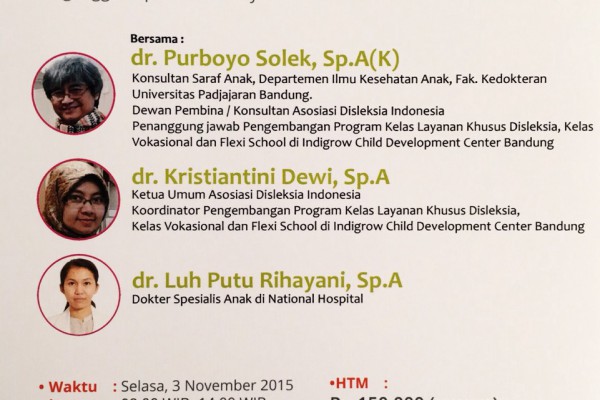 Bersama :
dr. Purboyo Solek, Sp.A(K)
Konsultan Saraf Anak, Departemen Ilmu Kesehatan Anak, Fak. Kedokteran
Universitas Padjajaran Bandung.
Dewan Pembina / Konsultan Asosiasi Disleksia Indonesia
Penanggung jawab Pengembangan Program Kelas Layanan Khusus Disleksia, Kelas
Vokasional dan Flexi School di Indigrow Child Development Center Bandung
dr. Kristiantini Dewi, Sp.A
Ketua Umum Asosiasi Disleksia Indonesia
Koordinator Pengembangan Program Kelas Layanan Khusus Disleksia,
Kelas Vokasional dan Flexi School di Indigrow Child Development Center Bandung
dr. Luh Putu Rihayani, Sp.A
Dokter Spesialis Anak di National Hospital
• Waktu : Selasa, 3 November 2015
•HTM :